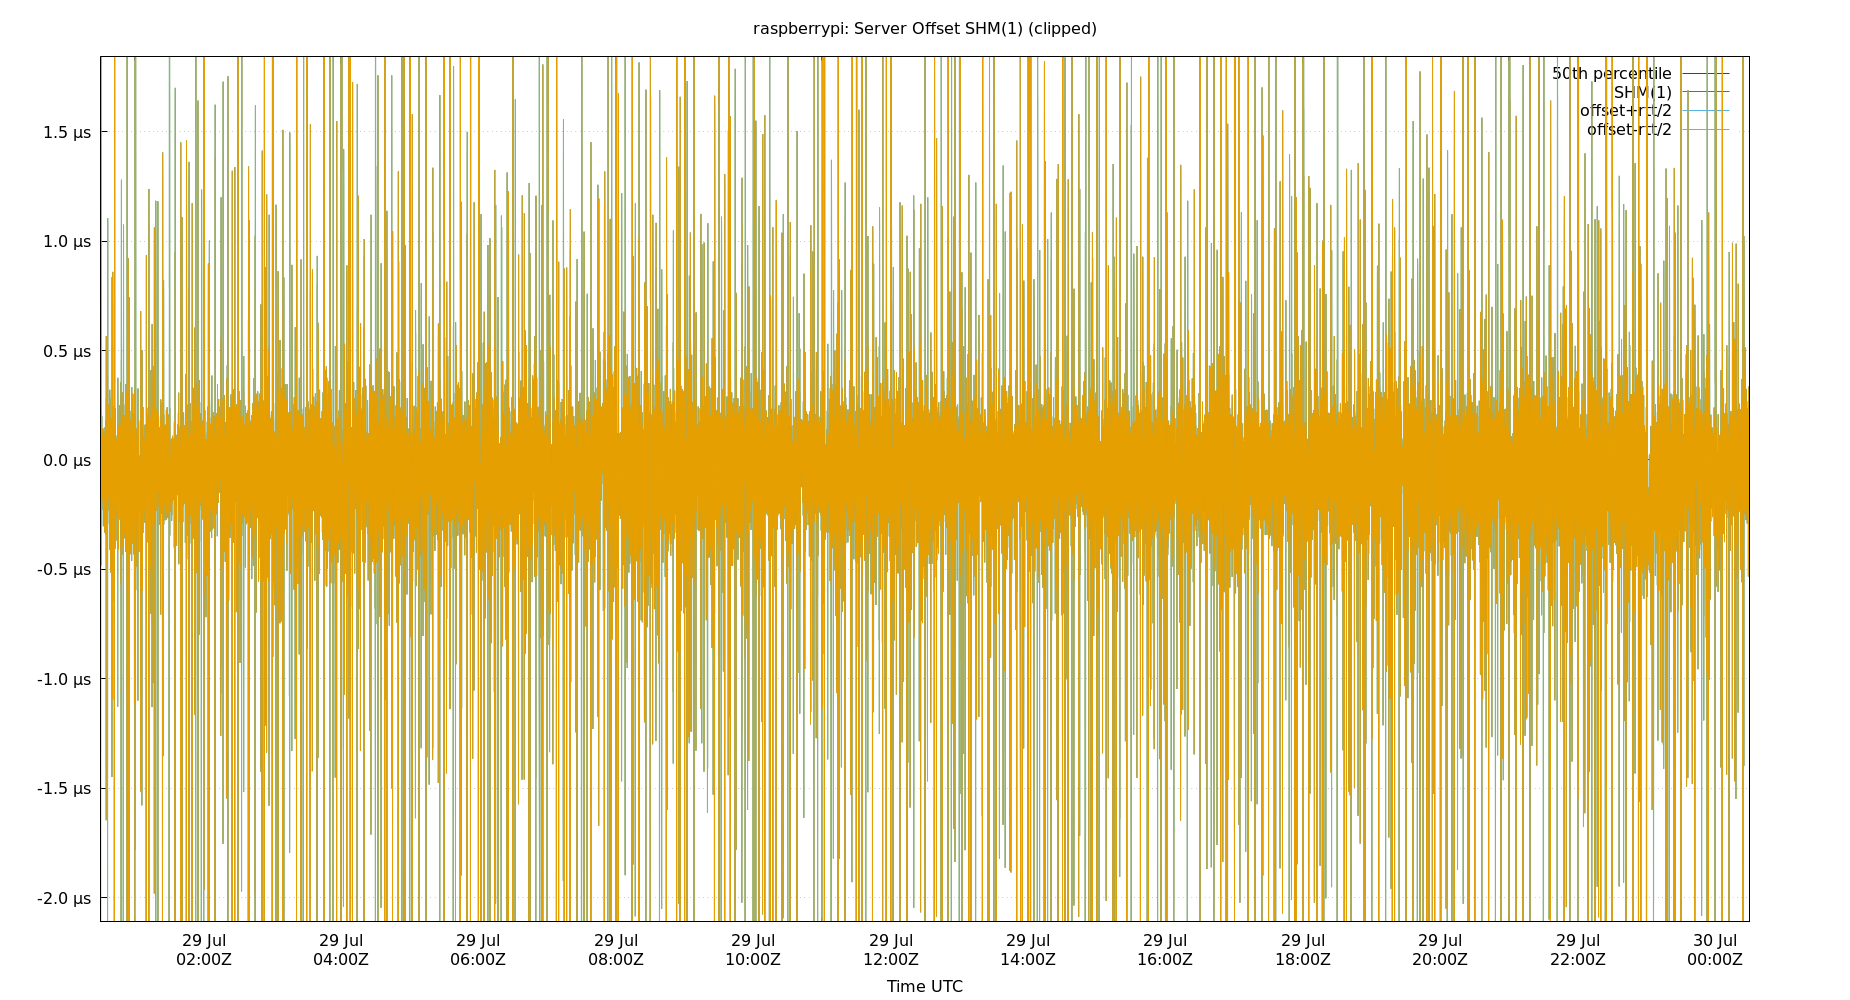 raspberrypi: Server Offset SHM(1) (clipped)
50th percentile
SHM(1)
offset+rtt/2
offset-rtt/2
1.5 µs
1.0 µs
0.5 µs
0.0 µs
-0.5 µs
-1.0 µs
-1.5 µs
-2.0 µs
29 Jul 29 Jul 29 Jul 29 Jul 29 Jul 29 Jul 29 Jul 29 Jul 29 Jul 29 Jul 29 Jul 30 Jul
02:00Z 04:00Z 06:00Z 08:00Z 10:00Z 12:00Z 14:00Z 16:00Z 18:00Z 20:00Z 22:00Z 00:00Z
Time UTC